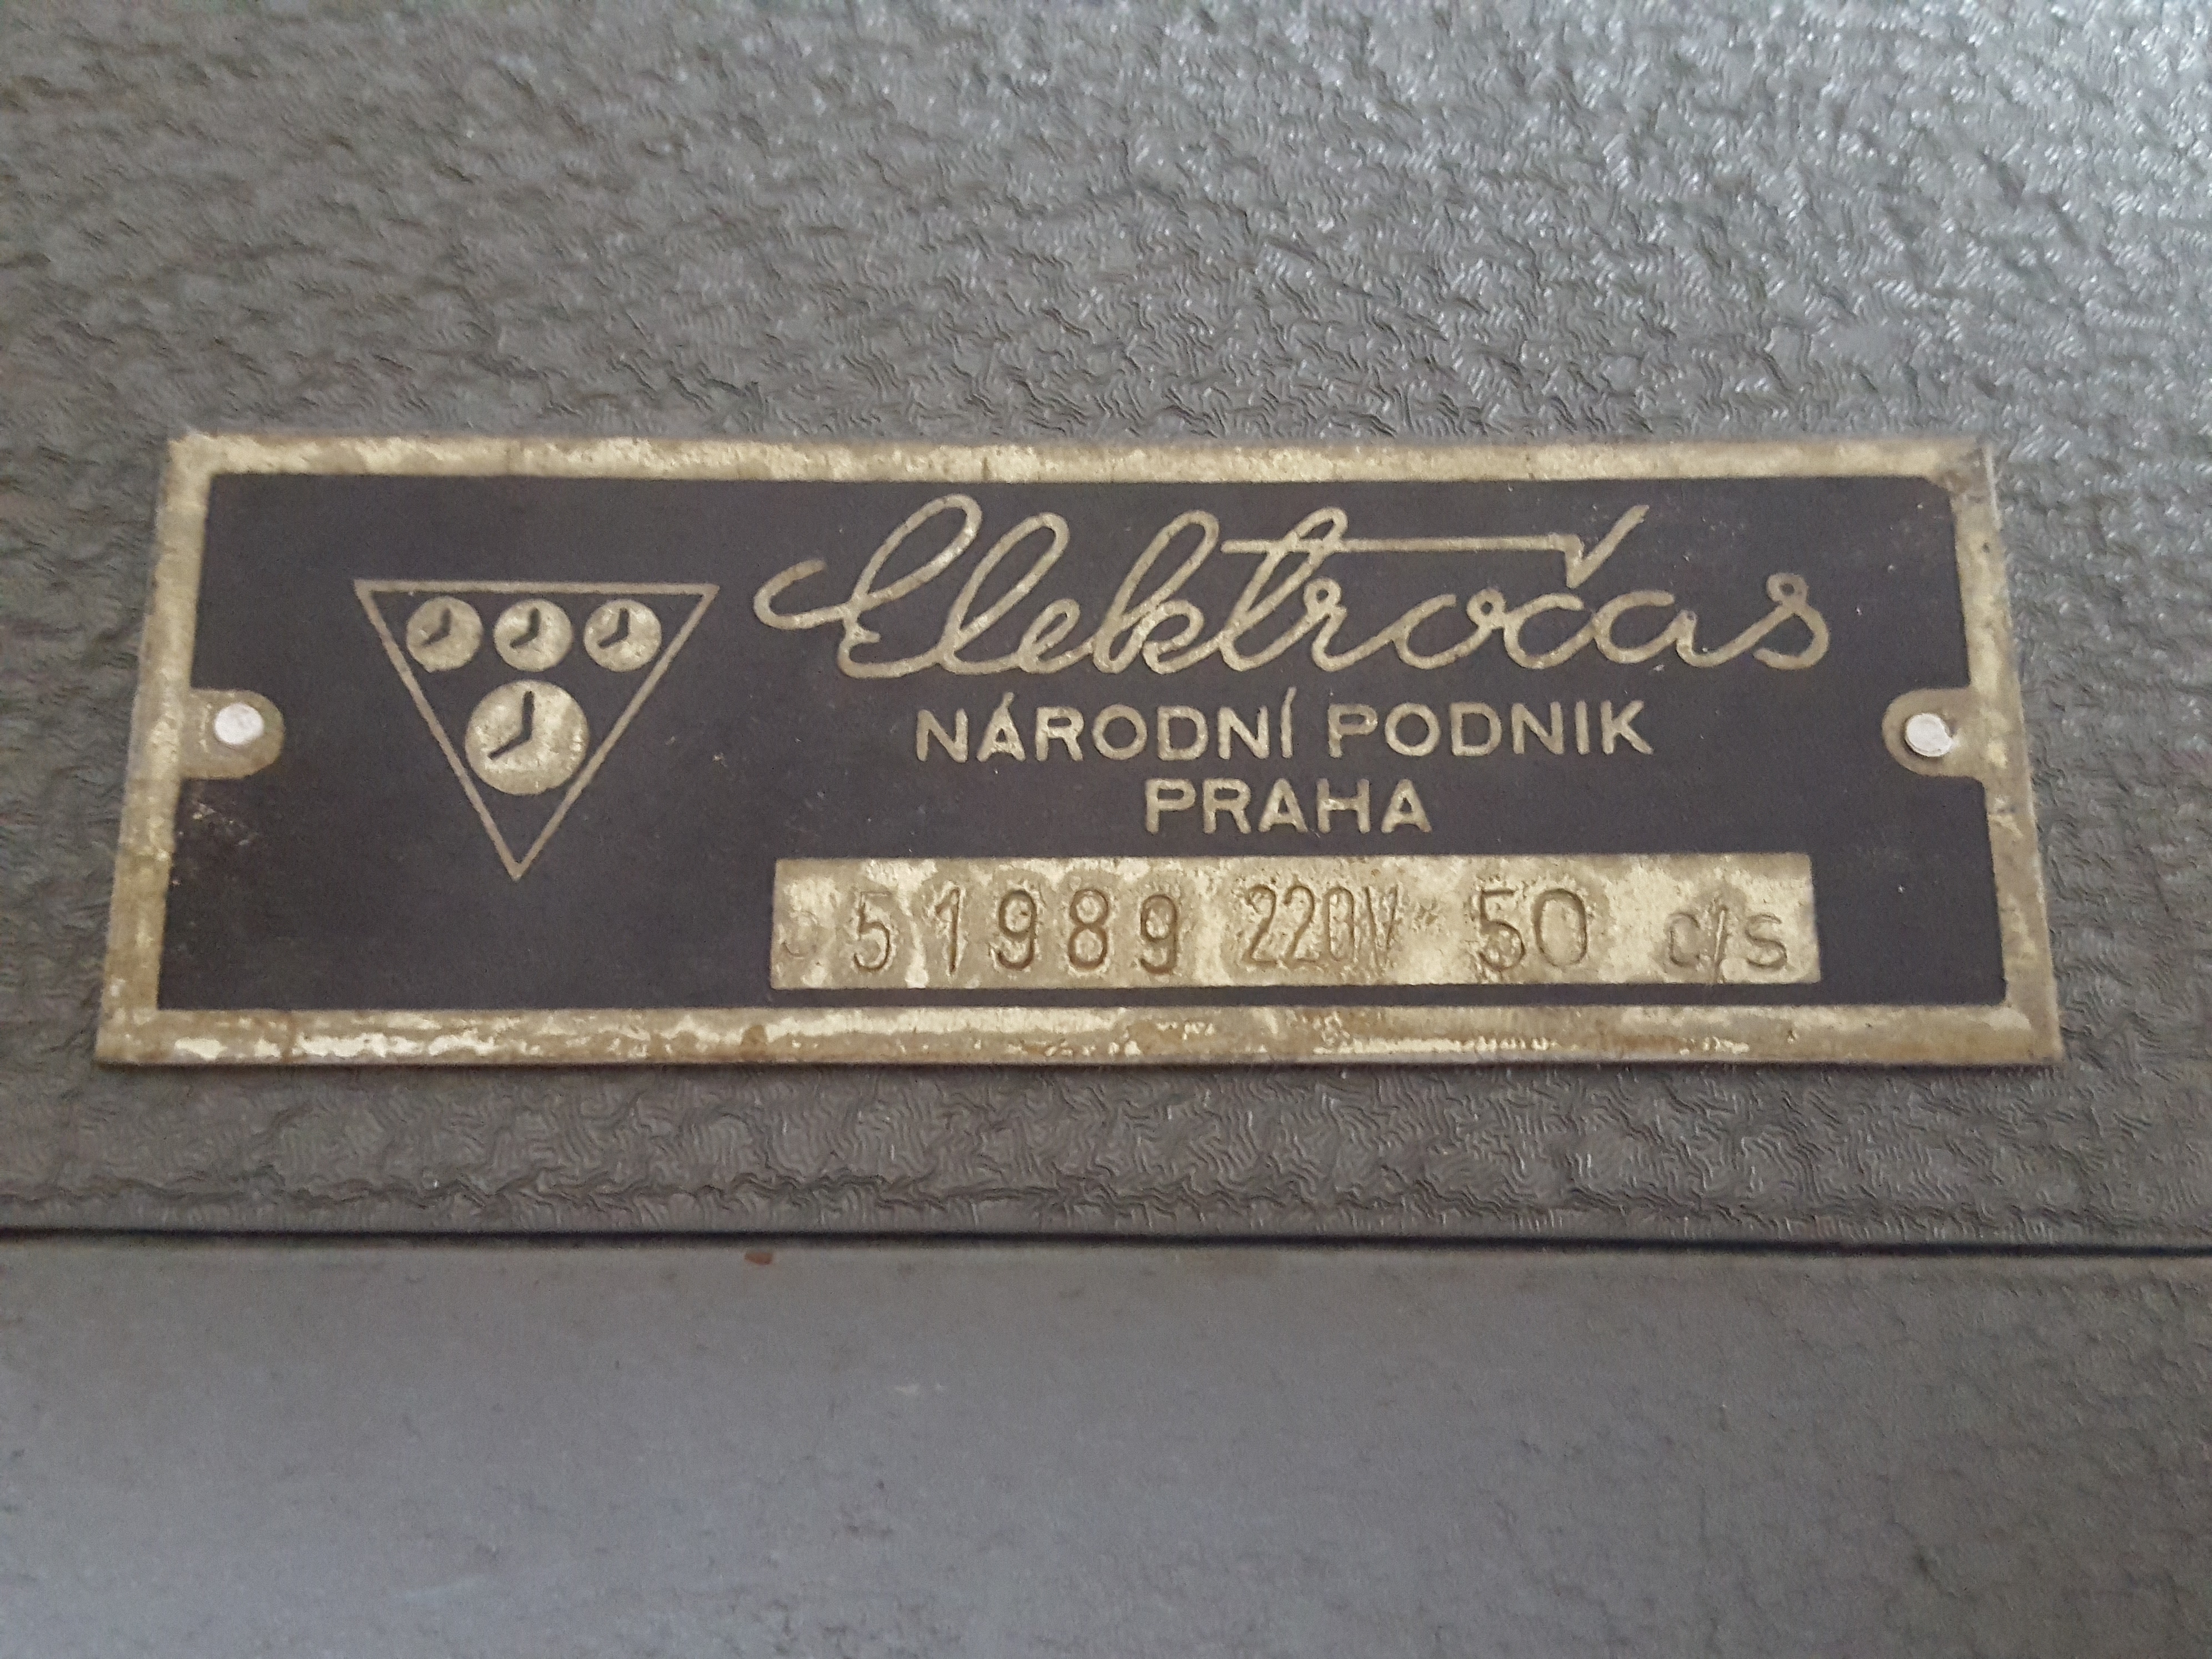 Elektročas
NÁRODNÍ PODNIK
PRAHA
51989 220V 50 c/s